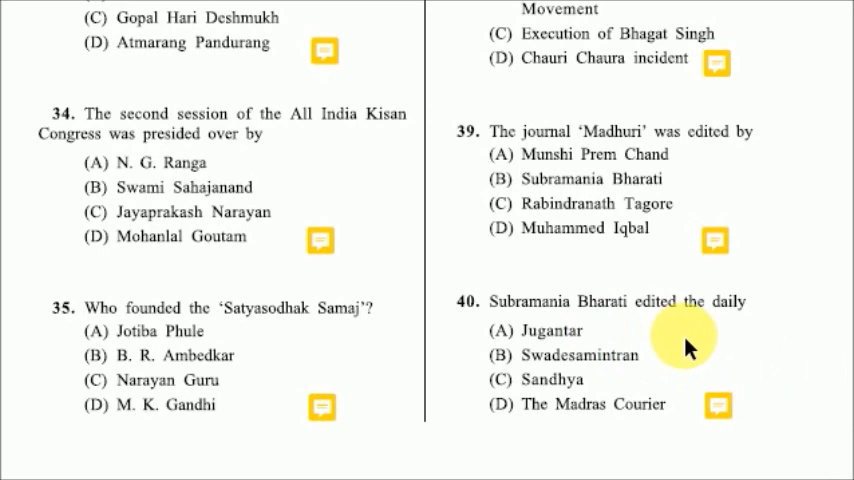 (C) Gopal Hari Deshmukh
(D) Atmarang Pandurang
34. The second session of the All India Kisan
Congress was presided over by
(A) N. G. Ranga
(B) Swami Sahajanand
(C) Jayaprakash Narayan
(D) Mohanlal Goutam
35. Who founded the ‘Satyasodhak Samaj’?
(A) Jotiba Phule
(B) B. R. Ambedkar
(C) Narayan Guru
(D) M. K. Gandhi
Movement
(C) Execution of Bhagat Singh
(D) Chauri Chaura incident
39. The journal ‘Madhuri’ was edited by
(A) Munshi Prem Chand
(B) Subramania Bharati
(C) Rabindranath Tagore
(D) Muhammed Iqbal
40. Subramania Bharati edited the daily
(A) Jugantar
(B) Swadesamintran
(C) Sandhya
(D) The Madras Courier